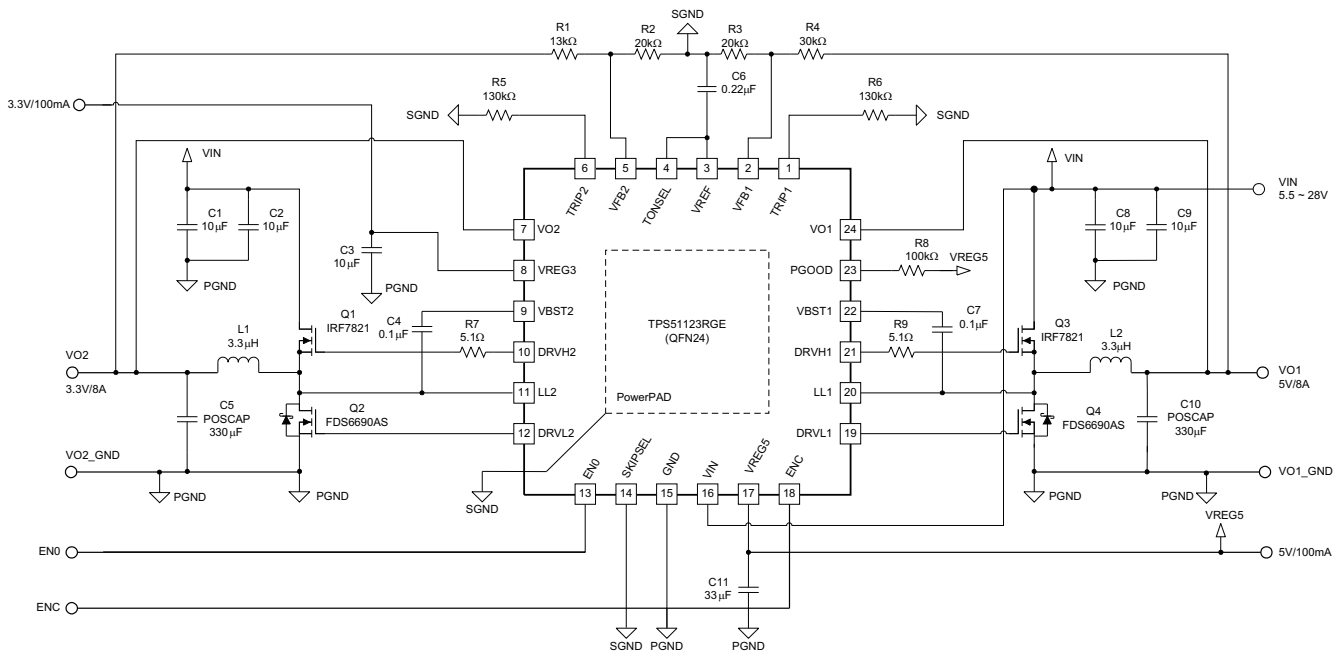 SGND
R1
13kΩ
R2
20kΩ
R3
20kΩ
R4
30kΩ
C6
0.22μF
3.3V/100mA
R5
130kΩ
SGND
R6
130kΩ
SGND
VIN
C1
10μF
C2
10μF
PGND
C3
10μF
PGND
6
5
4
3
2
1
TRIP2
VFB2
TONSEL
VREF
VFB1
TRIP1
7
VO2
8
VREG3
9
VBST2
10
DRVH2
11
LL2
12
DRVL2
TPS51123RGE
(QFN24)
PowerPAD
VO1
24
PGOOD
23
VBST1
22
DRVH1
21
LL1
20
DRVL1
19
EN0
SKIPSEL
GND
VIN
VREG5
ENC
13
14
15
16
17
18
VIN
VIN
5.5 ~ 28V
C8
10μF
C9
10μF
PGND
R8
100kΩ
VREG5
Q1
IRF7821
C4
0.1μF
R7
5.1Ω
L1
3.3μH
VO2
3.3V/8A
C5
POSCAP
330μF
Q2
FDS6690AS
VO2_GND
PGND
PGND
SGND
C7
0.1μF
R9
5.1Ω
Q3
IRF7821
L2
3.3μH
VO1
5V/8A
C10
POSCAP
330μF
Q4
FDS6690AS
VO1_GND
PGND
PGND
VREG5
EN0
5V/100mA
C11
33μF
ENC
SGND
PGND
PGND